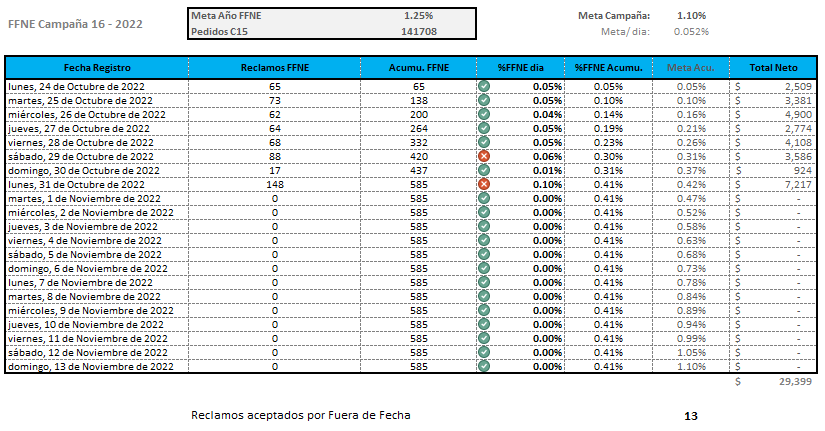 FFNE Campaña 16 - 2022
Meta Año FFNE 1.25%
Pedidos C15 141708
Meta Campaña: 1.10%
Meta/ dia: 0.052%
Fecha Registro Reclamos FFNE Acumu. FFNE %FFNE dia %FFNE Acumu. Meta Acu. Total Neto
lunes, 24 de Octubre de 2022 65 65 0.05% 0.05% 0.05% $ 2,509
martes, 25 de Octubre de 2022 73 138 0.05% 0.10% 0.10% $ 3,381
miércoles, 26 de Octubre de 2022 62 200 0.04% 0.14% 0.16% $ 4,900
jueves, 27 de Octubre de 2022 64 264 0.05% 0.19% 0.21% $ 2,774
viernes, 28 de Octubre de 2022 68 332 0.05% 0.23% 0.26% $ 4,108
sábado, 29 de Octubre de 2022 88 420 0.06% 0.30% 0.31% $ 3,586
domingo, 30 de Octubre de 2022 17 437 0.01% 0.31% 0.37% $ 924
lunes, 31 de Octubre de 2022 148 585 0.10% 0.41% 0.42% $ 7,217
martes, 1 de Noviembre de 2022 0 585 0.00% 0.41% 0.47% $ -
miércoles, 2 de Noviembre de 2022 0 585 0.00% 0.41% 0.52% $ -
jueves, 3 de Noviembre de 2022 0 585 0.00% 0.41% 0.58% $ -
viernes, 4 de Noviembre de 2022 0 585 0.00% 0.41% 0.63% $ -
sábado, 5 de Noviembre de 2022 0 585 0.00% 0.41% 0.68% $ -
domingo, 6 de Noviembre de 2022 0 585 0.00% 0.41% 0.73% $ -
lunes, 7 de Noviembre de 2022 0 585 0.00% 0.41% 0.78% $ -
martes, 8 de Noviembre de 2022 0 585 0.00% 0.41% 0.84% $ -
miércoles, 9 de Noviembre de 2022 0 585 0.00% 0.41% 0.89% $ -
jueves, 10 de Noviembre de 2022 0 585 0.00% 0.41% 0.94% $ -
viernes, 11 de Noviembre de 2022 0 585 0.00% 0.41% 0.99% $ -
sábado, 12 de Noviembre de 2022 0 585 0.00% 0.41% 1.05% $ -
domingo, 13 de Noviembre de 2022 0 585 0.00% 0.41% 1.10% $ -
$ 29,399
Reclamos aceptados por Fuera de Fecha 13